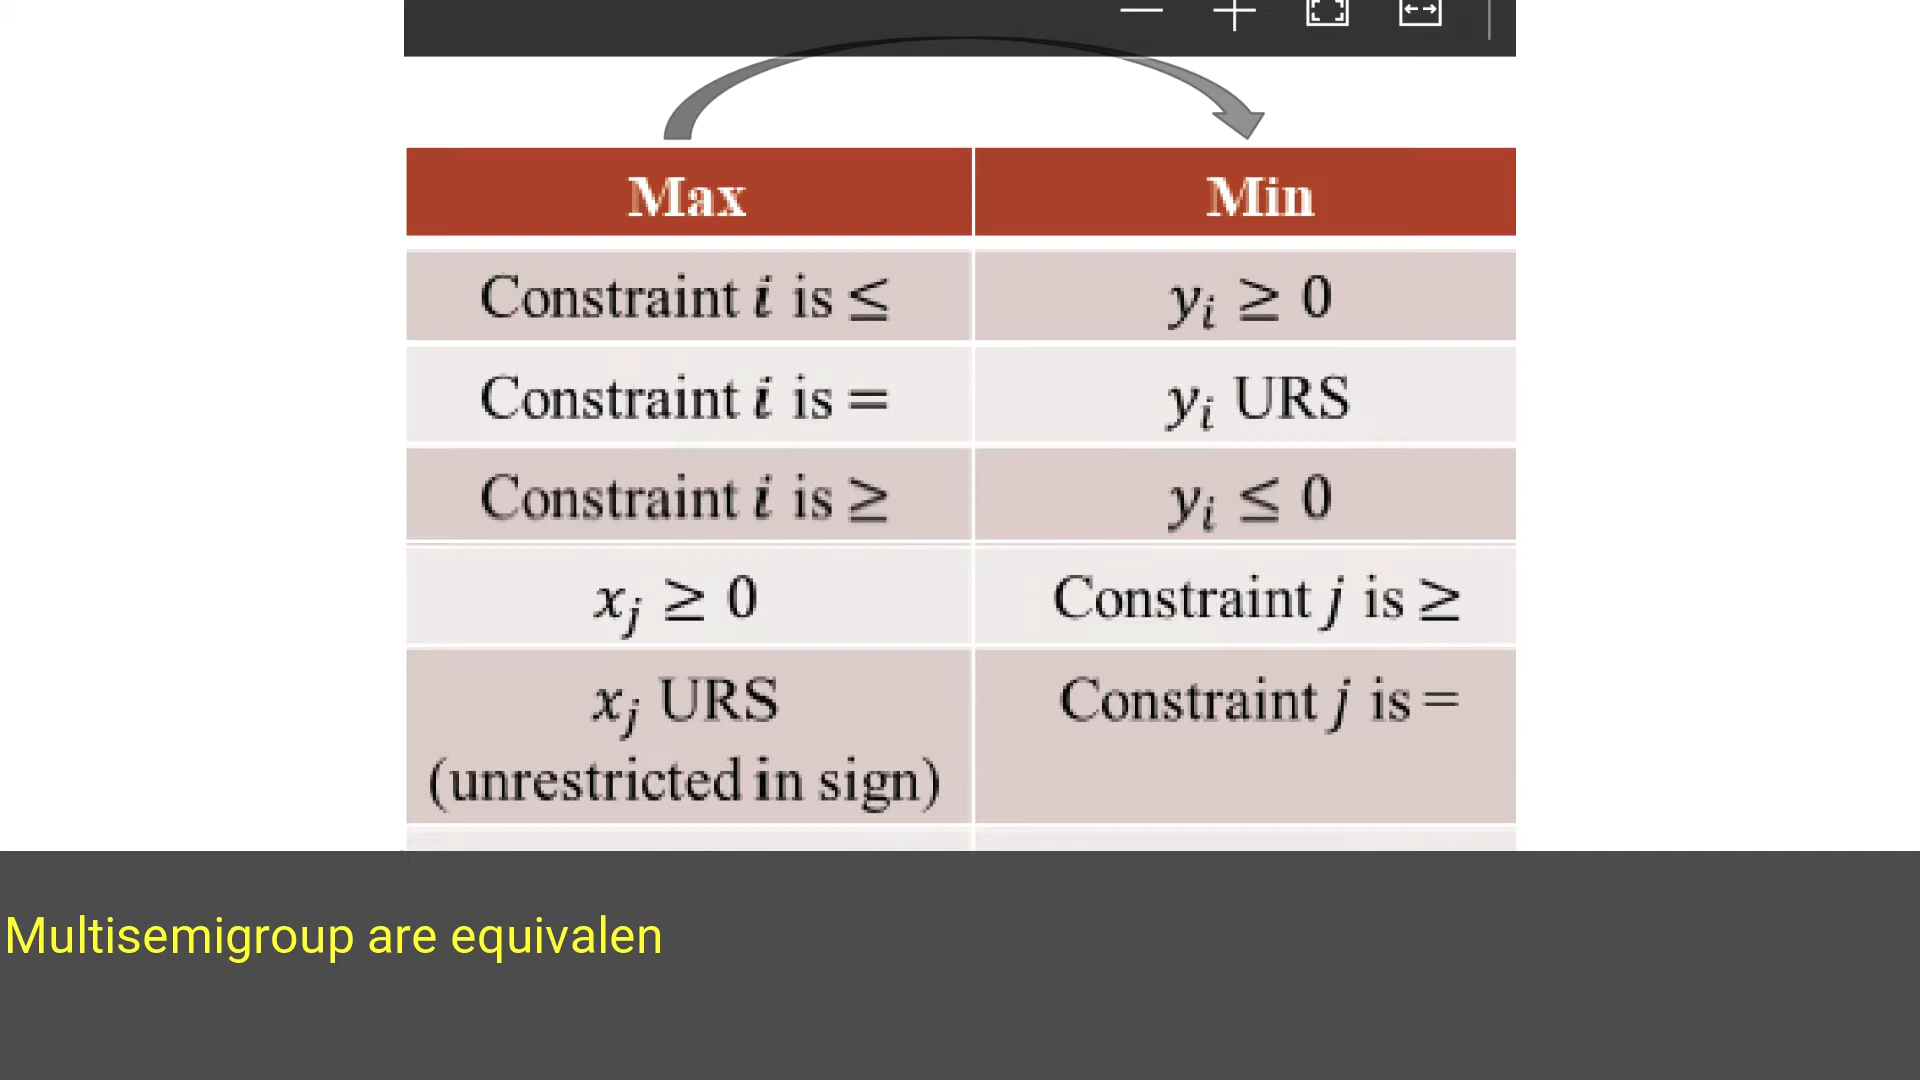 Max Min
Constraint i is ≤ yᵢ ≥ 0
Constraint i is = yᵢ URS
Constraint i is ≥ yᵢ ≤ 0
xⱼ ≥ 0 Constraint j is ≥
xⱼ URS Constraint j is =
(unrestricted in sign)
Multisemigroup are equivalen